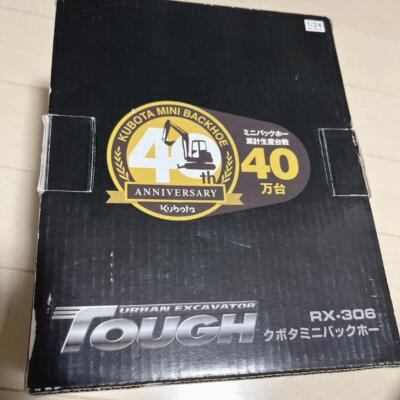 1/24
KUBOTA MINI BACKHOE
40th
ANNIVERSARY
Kubota
ミニバックホー
累計生産台数
40
万台
URBAN EXCAVATOR
TOUGH
RX-306
クボタミニバックホー